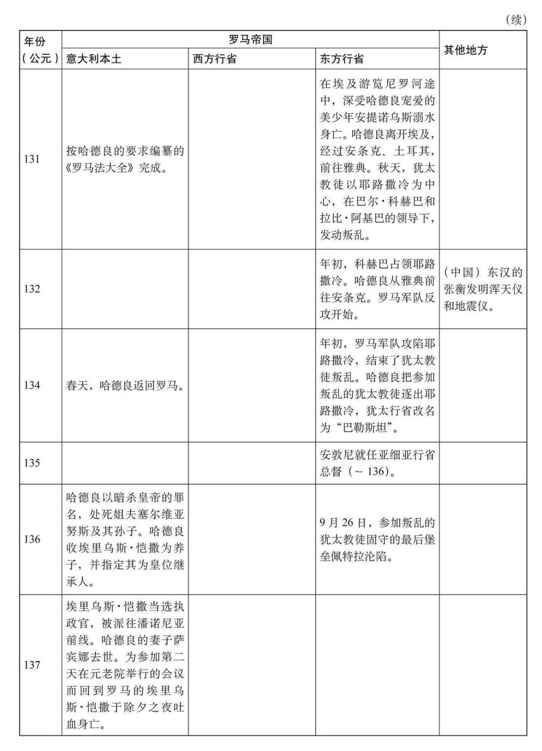 （续）
年份
（公元）
罗马帝国
其他地方
意大利本土
西方行省
东方行省
131
按哈德良的要求编纂的
《罗马法大全》完成。
在埃及游览尼罗河途
中，深受哈德良宠爱的
美少年安提诺乌斯溺水
身亡。哈德良离开埃及，
经过安条克、土耳其，
前往雅典。秋天，犹太
教徒以耶路撒冷为中
心，在巴尔·科赫巴和
拉比·阿基巴的领导下，
发动叛乱。
132
年初，科赫巴占领耶路
撒冷。哈德良从雅典前
往安条克。罗马军队反
攻开始。
（中国）东汉的
张衡发明浑天仪
和地震仪。
134
春天，哈德良返回罗马。
年初，罗马军队攻陷耶
路撒冷，结束了犹太教
徒叛乱。哈德良把参加
叛乱的犹太教徒逐出耶
路撒冷，犹太行省改名
为“巴勒斯坦”。
135
安敦尼就任亚细亚行省
总督（~ 136）。
136
哈德良以暗杀皇帝的罪
名，处死姐夫塞尔维亚
努斯及其孙子。哈德良
收埃里乌斯·恺撒为养
子，并指定其为皇位继
承人。
9 月 26 日，参加叛乱的
犹太教徒固守的最后堡
垒佩特拉沦陷。
137
埃里乌斯·恺撒当选执
政官，被派往潘诺尼亚
前线。哈德良的妻子萨
宾娜去世。为参加第二
天在元老院举行的会议
而回到罗马的埃里乌
斯·恺撒于除夕之夜吐
血身亡。